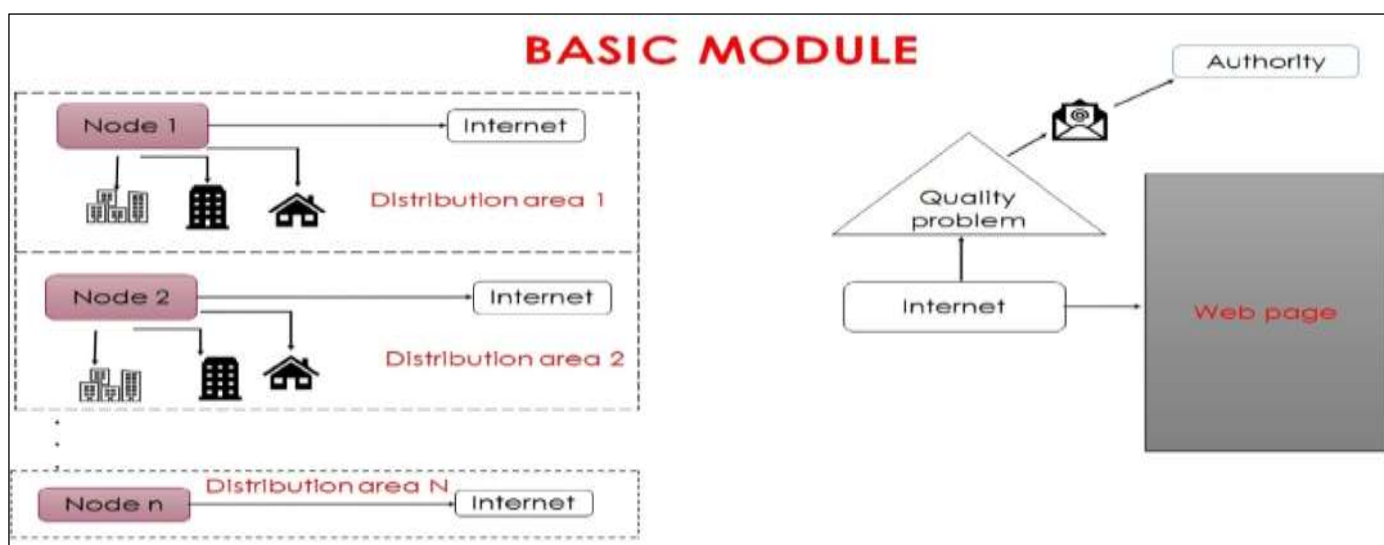 BASIC MODULE
Node 1
Internet
Distribution area 1
Node 2
Internet
Distribution area 2
Node n
Distribution area N
Internet
Authority
@
Quality
problem
Internet
Web page